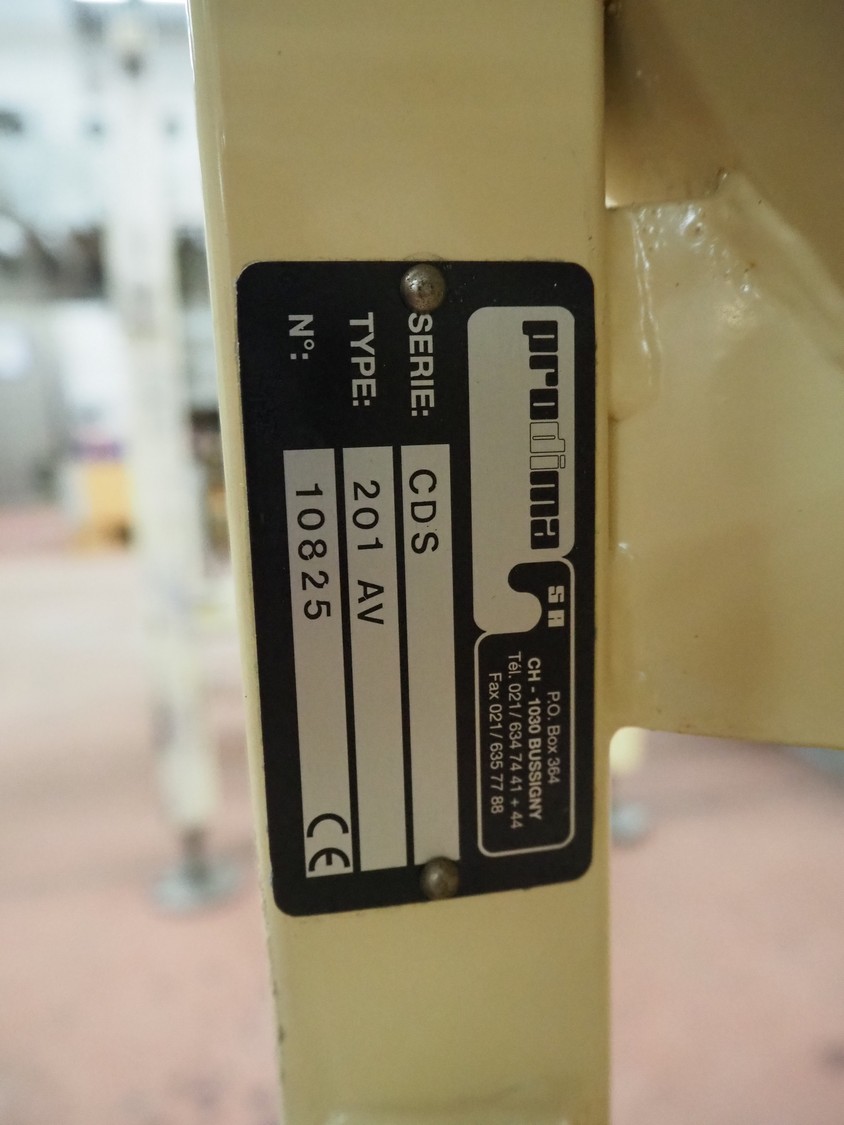 prodima SA
P.O. Box 364
CH - 1030 BUSSIGNY
Tél. 021/ 634 74 41 + 44
Fax 021/ 635 77 88
SERIE: CDS
TYPE: 201 AV
N°: 10825 CE